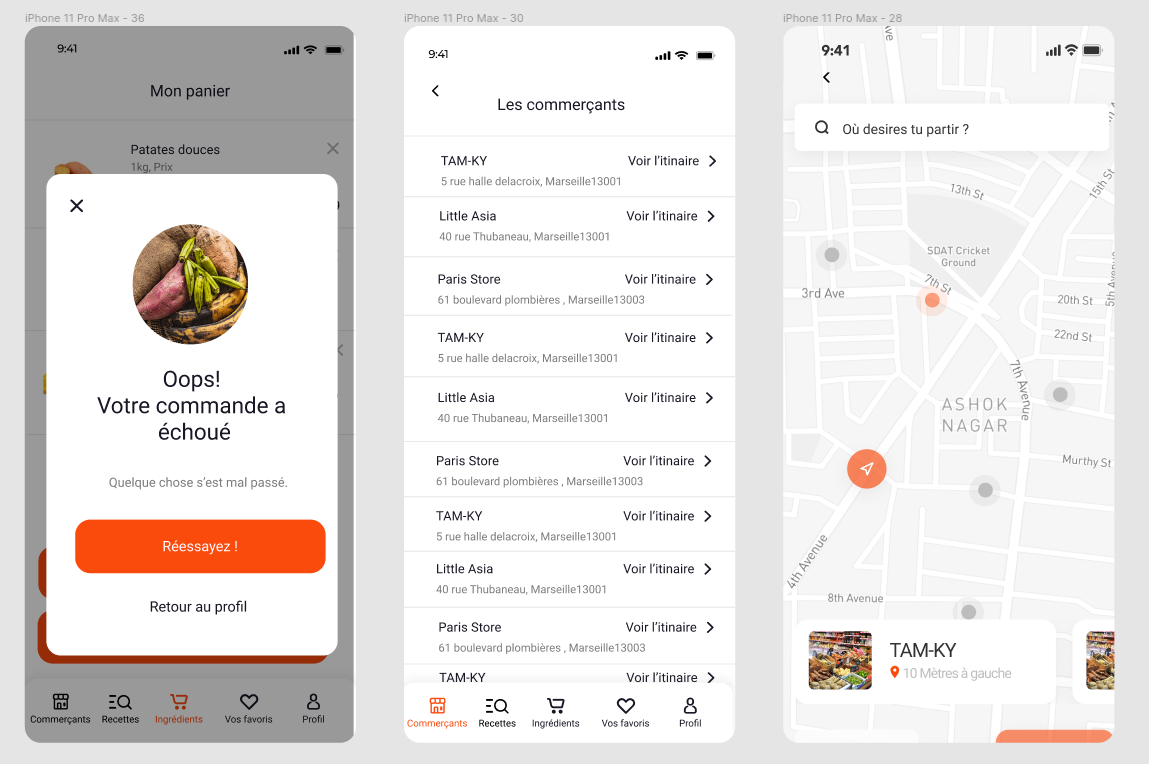 iPhone 11 Pro Max - 36
9:41
Mon panier
Patates douces
1kg, Prix
Oops!
Votre commande a
échoué
Quelque chose s'est mal passé.
Réessayez !
Retour au profil
Commerçants
Recettes
Ingrédients
Vos favoris
Profil
iPhone 11 Pro Max - 30
9:41
Les commerçants
TAM-KY Voir l'itinaire
5 rue halle delacroix, Marseille13001
Little Asia Voir l'itinaire
40 rue Thubaneau, Marseille13001
Paris Store Voir l'itinaire
61 boulevard plombières , Marseille13003
TAM-KY Voir l'itinaire
5 rue halle delacroix, Marseille13001
Little Asia Voir l'itinaire
40 rue Thubaneau, Marseille13001
Paris Store Voir l'itinaire
61 boulevard plombières , Marseille13003
TAM-KY Voir l'itinaire
5 rue halle delacroix, Marseille13001
Little Asia Voir l'itinaire
40 rue Thubaneau, Marseille13001
Paris Store Voir l'itinaire
61 boulevard plombières , Marseille13003
TAM-KY Voir l'itinaire
Commerçants
Recettes
Ingrédients
Vos favoris
Profil
iPhone 11 Pro Max - 28
9:41
Où desires tu partir ?
13th St
15th St
SDAT Cricket
Ground
7th St
3rd Ave
5th Avenue
20th St
22nd St
7th Avenue
ASHOK
NAGAR
Murthy St
4th Avenue
8th Avenue
TAM-KY
10 Mètres à gauche